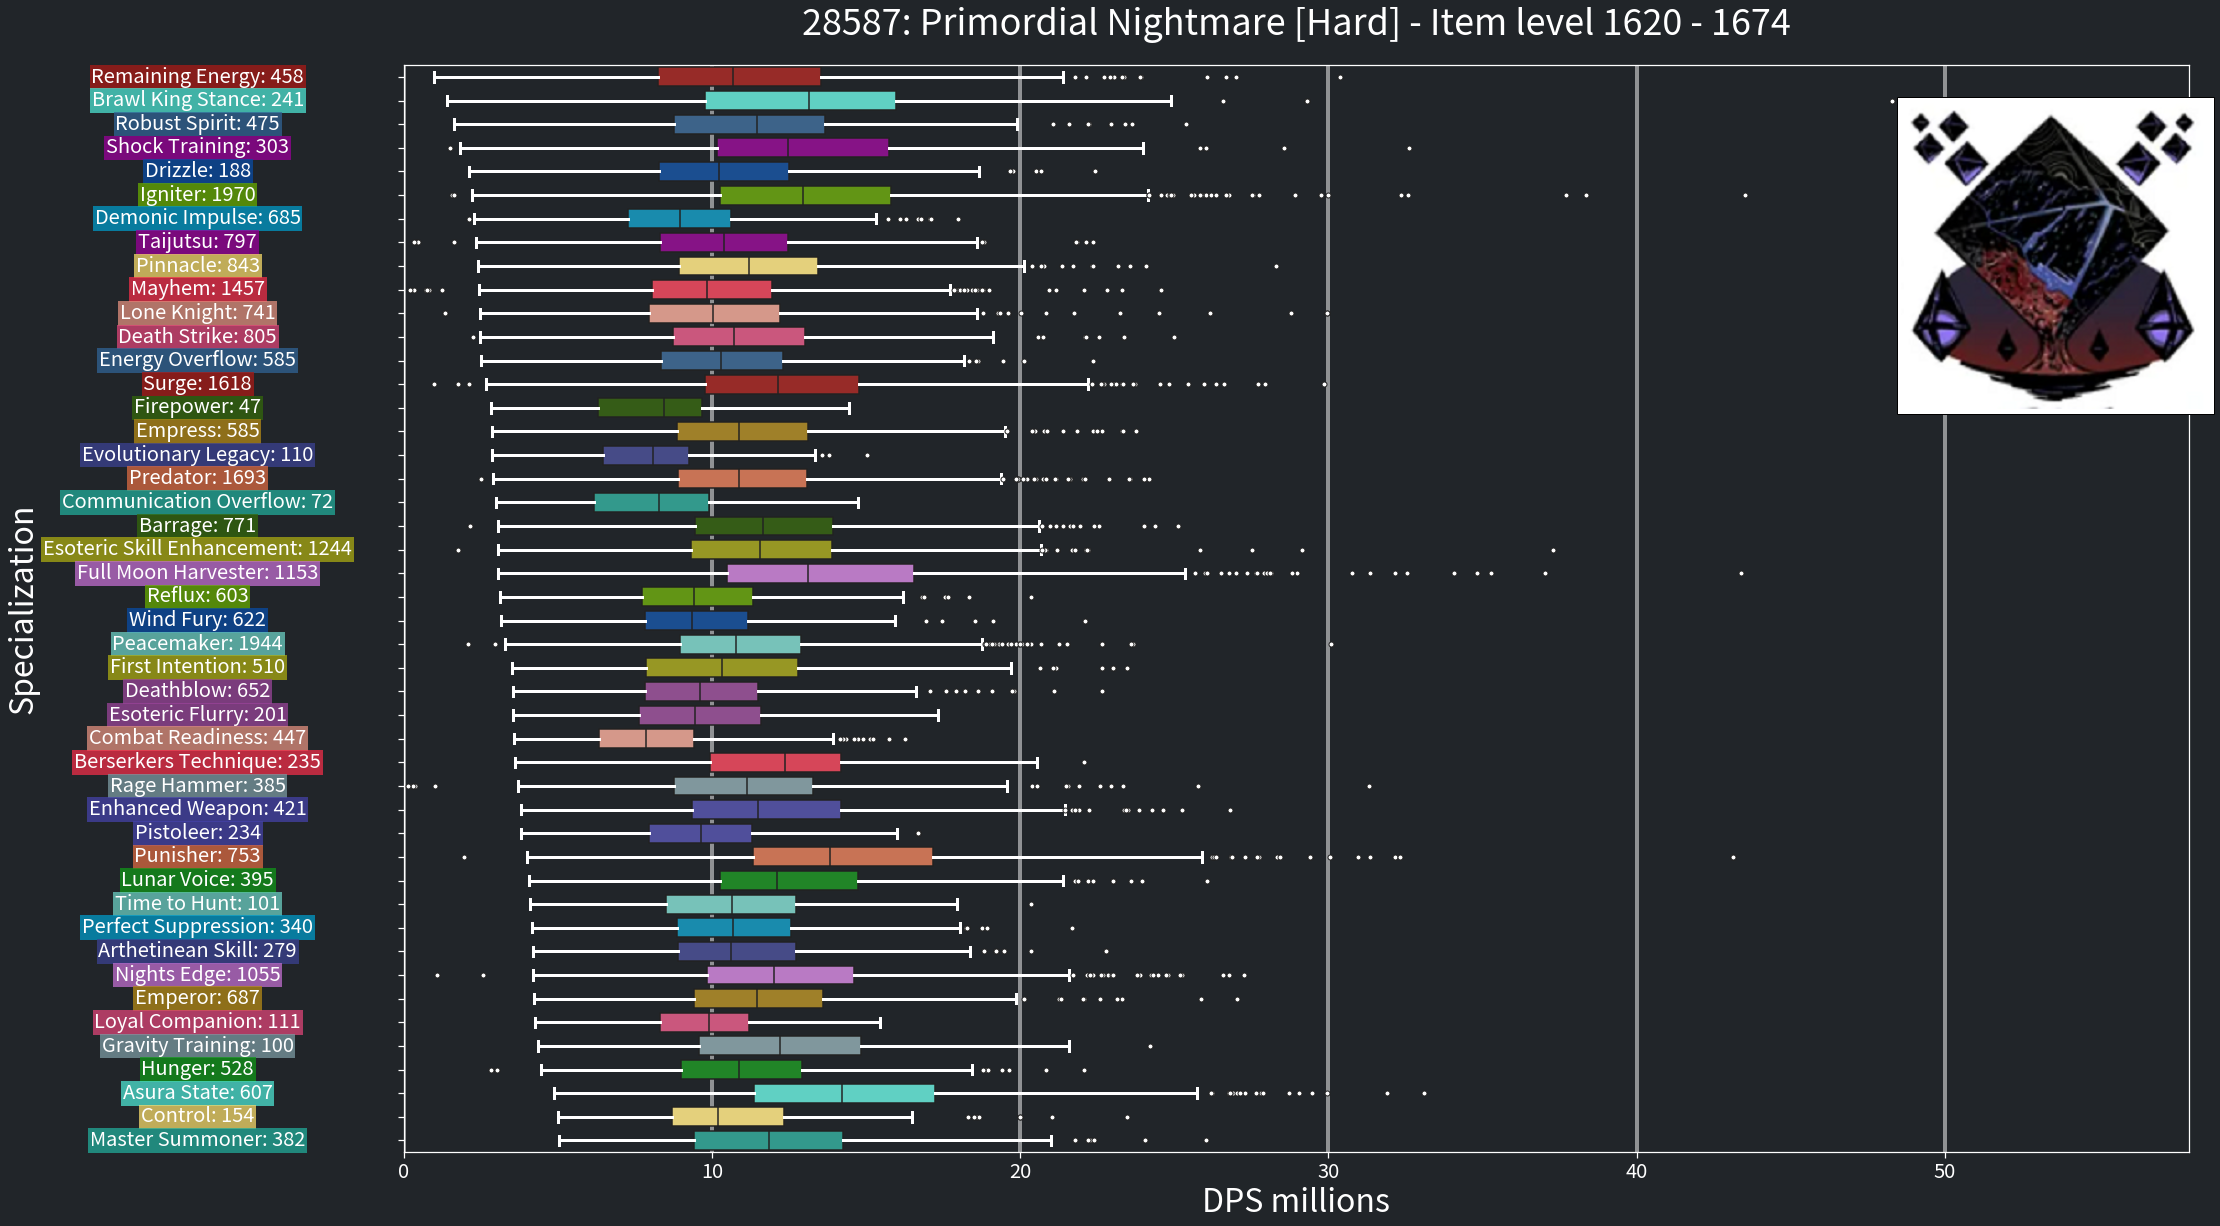 28587: Primordial Nightmare [Hard] - Item level 1620 - 1674
Specialization
Remaining Energy: 458
Brawl King Stance: 241
Robust Spirit: 475
Shock Training: 303
Drizzle: 188
Igniter: 1970
Demonic Impulse: 685
Taijutsu: 797
Pinnacle: 843
Mayhem: 1457
Lone Knight: 741
Death Strike: 805
Energy Overflow: 585
Surge: 1618
Firepower: 47
Empress: 585
Evolutionary Legacy: 110
Predator: 1693
Communication Overflow: 72
Barrage: 771
Esoteric Skill Enhancement: 1244
Full Moon Harvester: 1153
Reflux: 603
Wind Fury: 622
Peacemaker: 1944
First Intention: 510
Deathblow: 652
Esoteric Flurry: 201
Combat Readiness: 447
Berserkers Technique: 235
Rage Hammer: 385
Enhanced Weapon: 421
Pistoleer: 234
Punisher: 753
Lunar Voice: 395
Time to Hunt: 101
Perfect Suppression: 340
Arthetinean Skill: 279
Nights Edge: 1055
Emperor: 687
Loyal Companion: 111
Gravity Training: 100
Hunger: 528
Asura State: 607
Control: 154
Master Summoner: 382
0 10 20 30 40 50
DPS millions